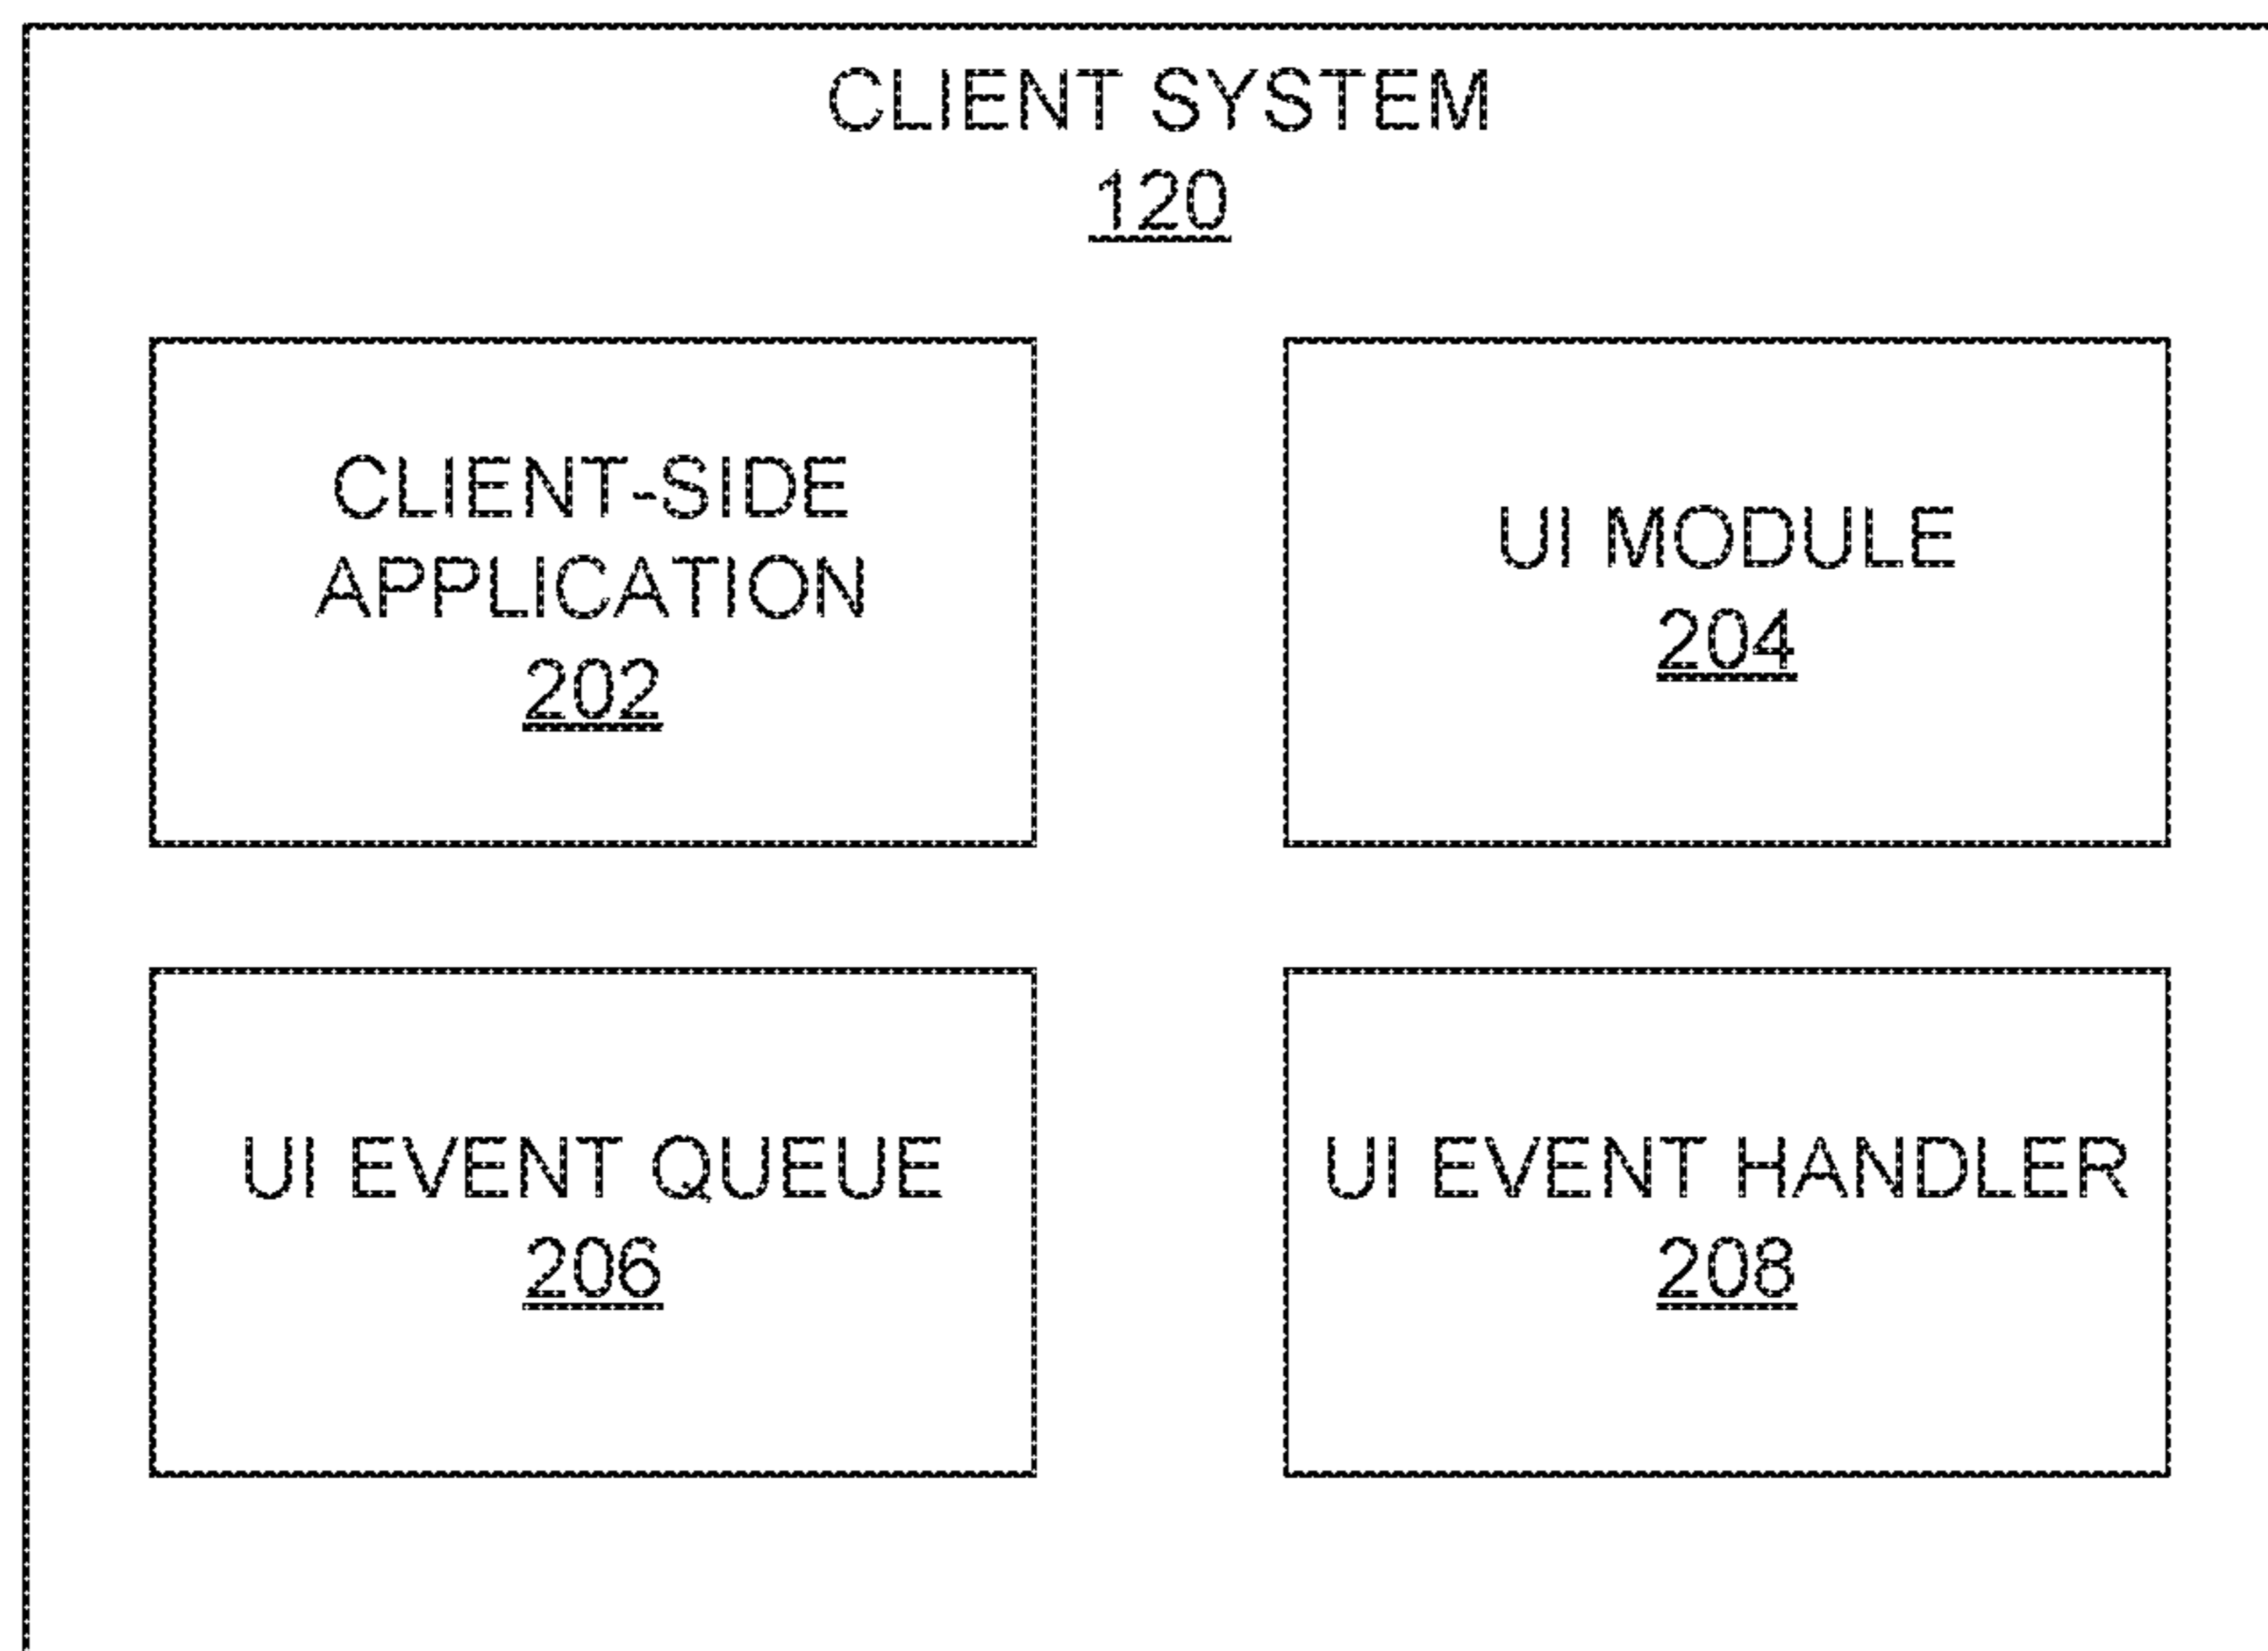 CLIENT SYSTEM
120
CLIENT-SIDE
APPLICATION
202
UI MODULE
204
UI EVENT QUEUE
206
UI EVENT HANDLER
208